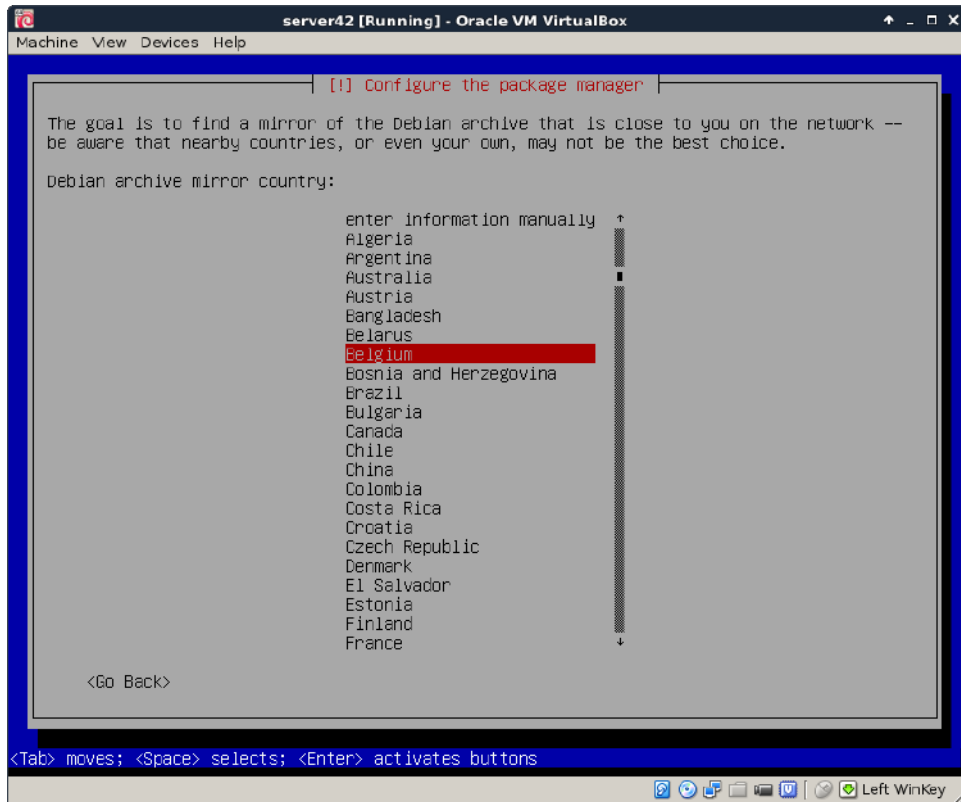 server42 [Running] - Oracle VM VirtualBox
Machine View Devices Help
[!] Configure the package manager
The goal is to find a mirror of the Debian archive that is close to you on the network --
be aware that nearby countries, or even your own, may not be the best choice.
Debian archive mirror country:
enter information manually
Algeria
Argentina
Australia
Austria
Bangladesh
Belarus
Belgium
Bosnia and Herzegovina
Brazil
Bulgaria
Canada
Chile
China
Colombia
Costa Rica
Croatia
Czech Republic
Denmark
El Salvador
Estonia
Finland
France
<Go Back>
<Tab> moves; <Space> selects; <Enter> activates buttons
Left WinKey